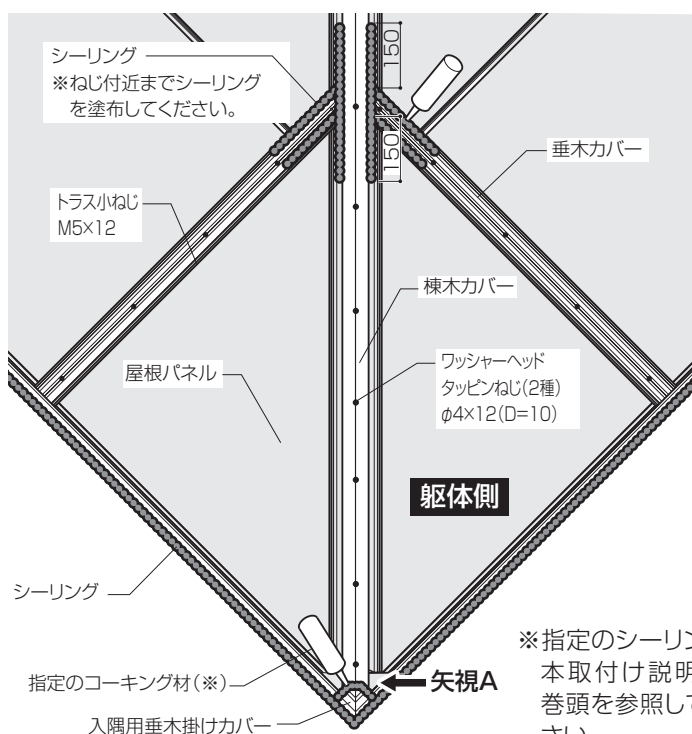 シーリング
※ねじ付近までシーリング
を塗布してください。
150
150
垂木カバー
トラス小ねじ
M5×12
棟木カバー
屋根パネル
ワッシャーヘッド
タッピンねじ(2種)
φ4×12(D=10)
躯体側
シーリング
指定のコーキング材(※)
矢視A
入隅用垂木掛けカバー
※指定のシーリン
本取付け説明
巻頭を参照して
さい。